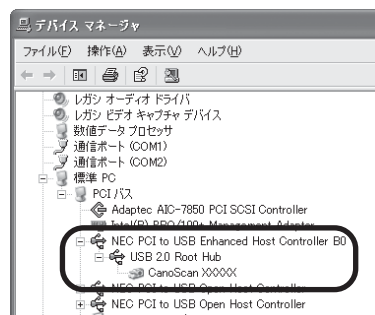 デバイス マネージャ
ファイル(F) 操作(A) 表示(V) ヘルプ(H)
レガシ オーディオ ドライバ
レガシ ビデオ キャプチャ デバイス
数値データ プロセッサ
通信ポート (COM1)
通信ポート (COM2)
標準 PC
PCI バス
Adaptec AIC-7850 PCI SCSI Controller
Intel(R) PRO/100+ Management Adapter
NEC PCI to USB Enhanced Host Controller B0
USB 2.0 Root Hub
CanoScan XXXXX
NEC PCI to USB Open Host Controller
NEC PCI to USB Open Host Controller